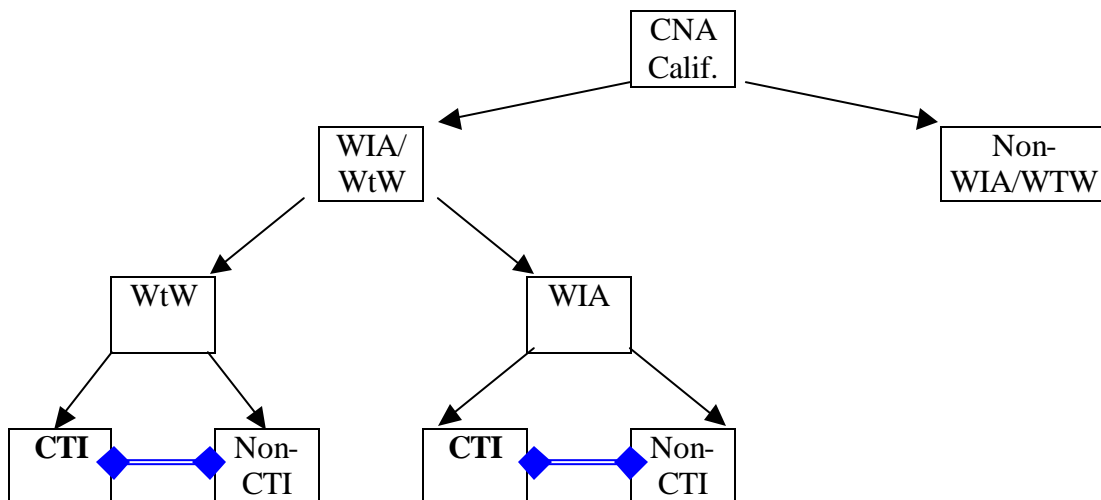 CNA
Calif.
WIA/
WtW
Non-
WIA/WTW
WtW
WIA
CTI
Non-
CTI
CTI
Non-
CTI